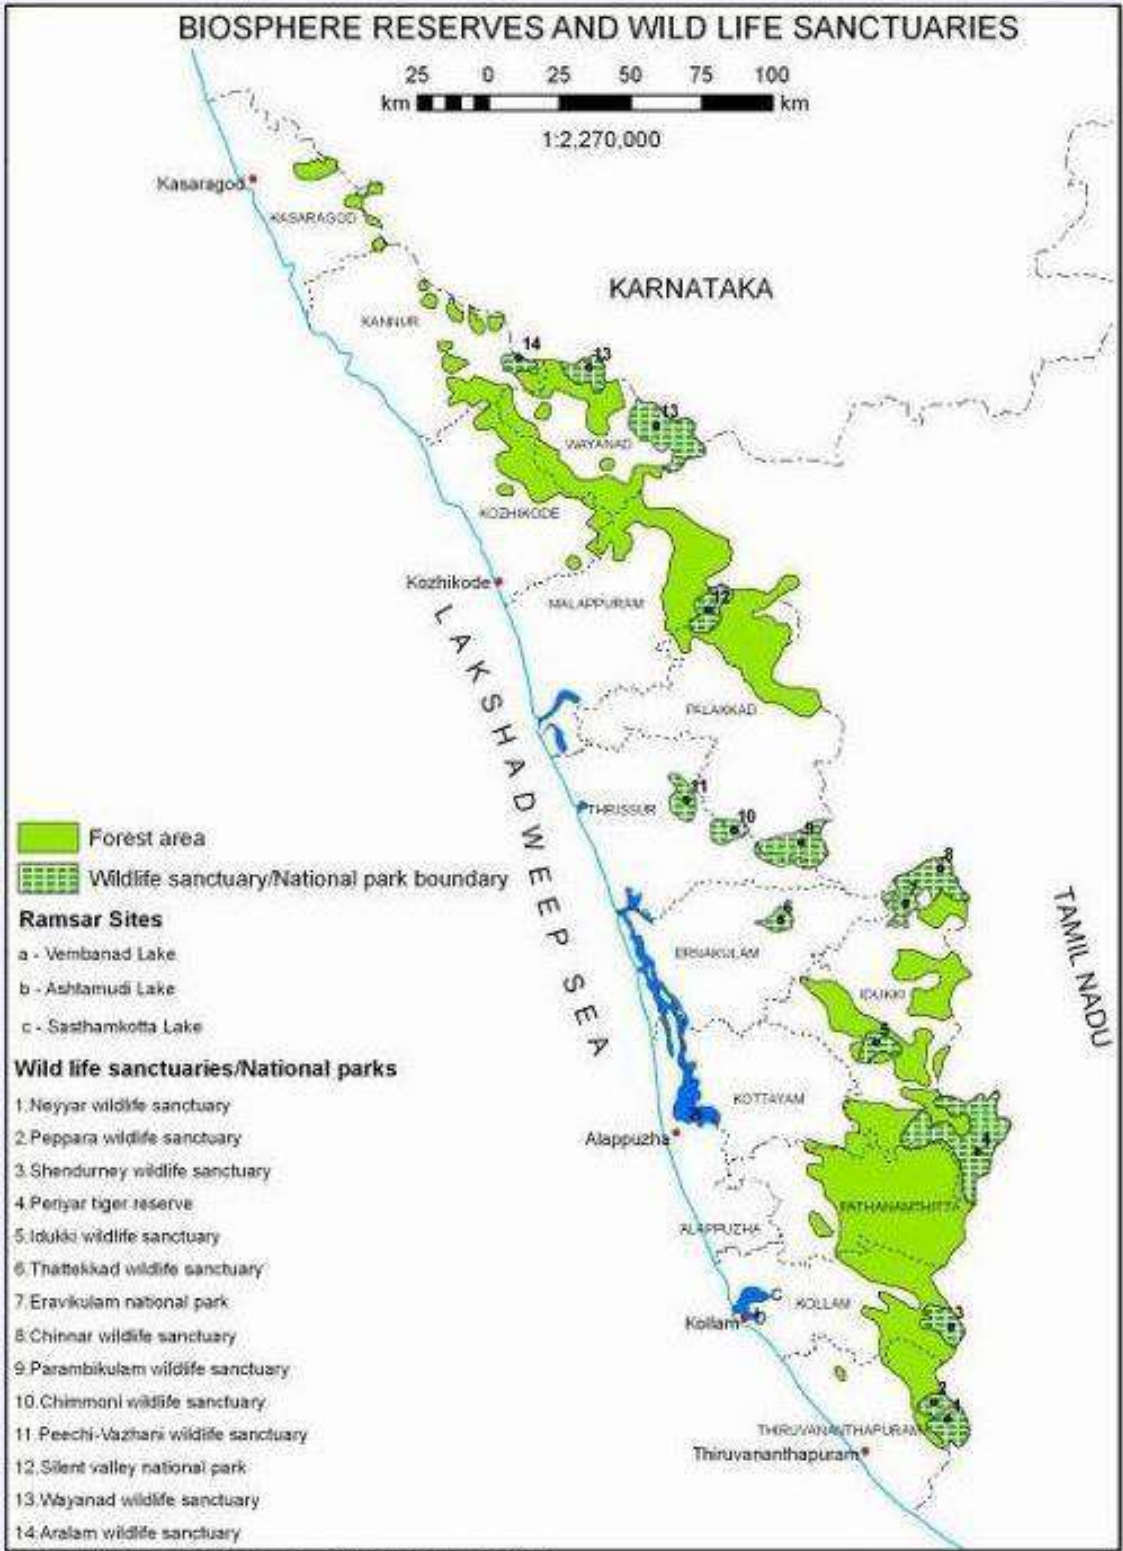 BIOSPHERE RESERVES AND WILD LIFE SANCTUARIES
25 0 25 50 75 100
km km
1:2,270,000
Kasaragod
KASARAGOD
KARNATAKA
KANNUR
14
13
13
WAYANAD
KOZHIKODE
Kozhikode
MALAPPURAM
12
LAKSHADWEEP SEA
PALAKKAD
THRISSUR
11
10
9
8
7
6
ERNAKULAM
TAMIL NADU
IDUKKI
5
KOTTAYAM
a
Alappuzha
4
PATHANAMTHITTA
ALAPPUZHA
C
b
KOLLAM
Kollam
3
2
1
THIRUVANANTHAPURAM
Thiruvananthapuram
Forest area
Wildlife sanctuary/National park boundary
Ramsar Sites
a - Vembanad Lake
b - Ashtamudi Lake
c - Sasthamkotta Lake
Wild life sanctuaries/National parks
1.Neyyar wildlife sanctuary
2.Peppara wildlife sanctuary
3.Shendurney wildlife sanctuary
4.Periyar tiger reserve
5.Idukki wildlife sanctuary
6.Thattekkad wildlife sanctuary
7.Eravikulam national park
8.Chinnar wildlife sanctuary
9.Parambikulam wildlife sanctuary
10.Chimmoni wildlife sanctuary
11.Peechi-Vazhani wildlife sanctuary
12.Silent valley national park
13.Wayanad wildlife sanctuary
14.Aralam wildlife sanctuary